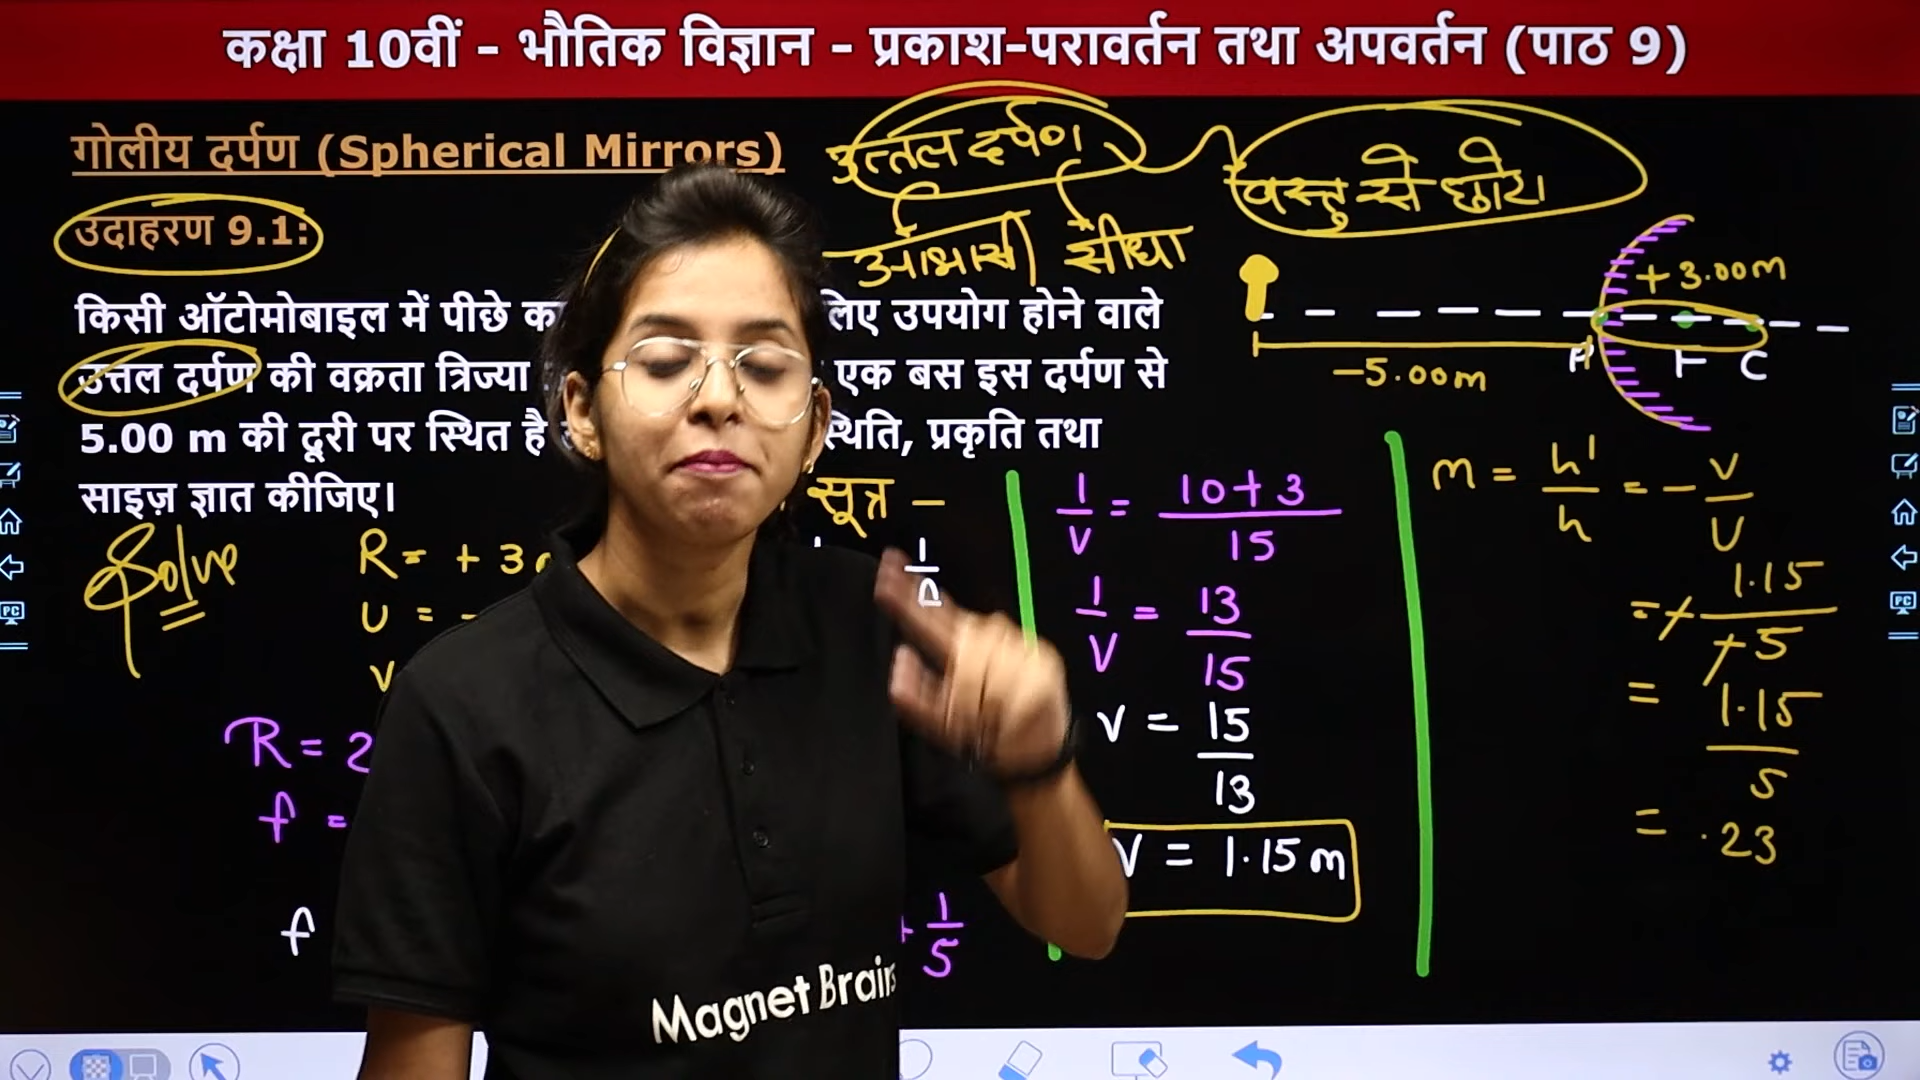 कक्षा 10वीं - भौतिक विज्ञान - प्रकाश-परावर्तन तथा अपवर्तन (पाठ 9)
गोलीय दर्पण (Spherical Mirrors)
उत्तल दर्पण
वस्तु से छोटा
आभासी सीधा
उदाहरण 9.1:
किसी ऑटोमोबाइल में पीछे का लिए उपयोग होने वाले
उत्तल दर्पण की वक्रता त्रिज्या एक बस इस दर्पण से
5.00 m की दूरी पर स्थित है स्थिति, प्रकृति तथा
साइज़ ज्ञात कीजिए।
+3.00m
-5.00m
P F C
Solve
R = + 3
u = -
v
R = 2
f =
f
सूत्र -
+ 1/5
1/v = 10+3/15
1/v = 13/15
v = 15/13
V = 1.15 m
m = h'/h = - v/u
= + 1.15/+5
= 1.15/5
= .23
Magnet Brains
PC
PC